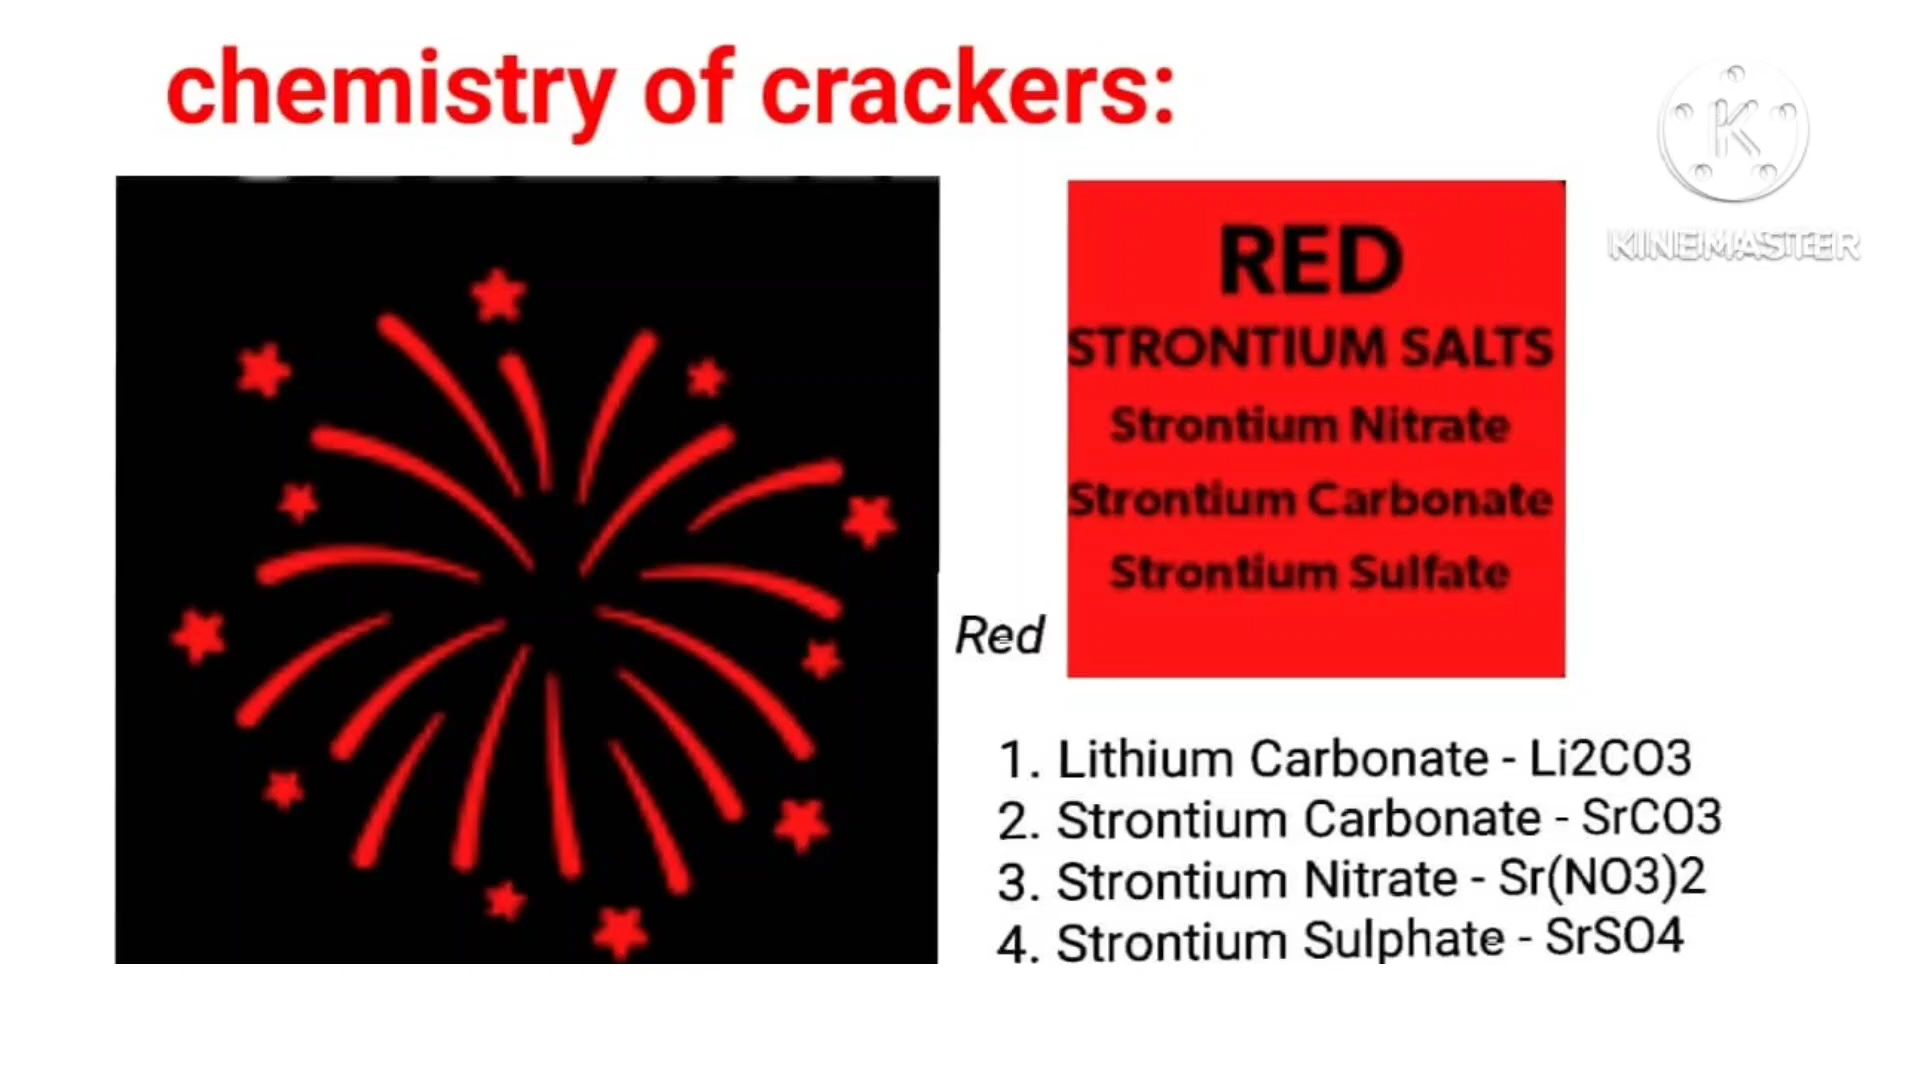 chemistry of crackers:
K
KINEMASTER
RED
STRONTIUM SALTS
Strontium Nitrate
Strontium Carbonate
Strontium Sulfate
Red
1. Lithium Carbonate - Li2CO3
2. Strontium Carbonate - SrCO3
3. Strontium Nitrate - Sr(NO3)2
4. Strontium Sulphate - SrSO4